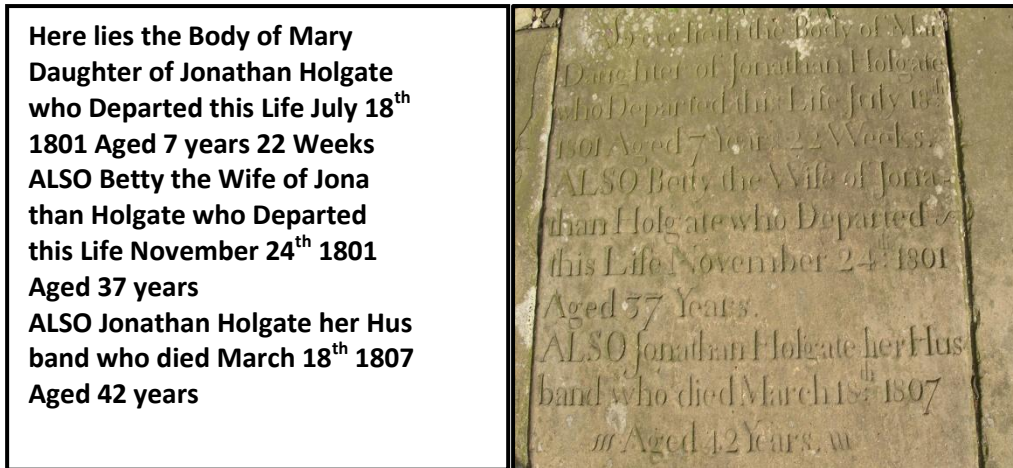 Here lies the Body of Mary
Daughter of Jonathan Holgate
who Departed this Life July 18th
1801 Aged 7 years 22 Weeks
ALSO Betty the Wife of Jona
than Holgate who Departed
this Life November 24th 1801
Aged 37 years
ALSO Jonathan Holgate her Hus
band who died March 18th 1807
Aged 42 years
lieth the Body of Mary
Daughter of Jonathan Holgate
who Departed this Life July 18th
1801 Aged 7 Years 22 Weeks.
ALSO Betty the Wife of Jona-
than Holgate who Departed
this Life November 24th: 1801
Aged 37 Years.
ALSO Jonathan Holgate her Hus
band who died March 18th: 1807
Aged 42 Years.